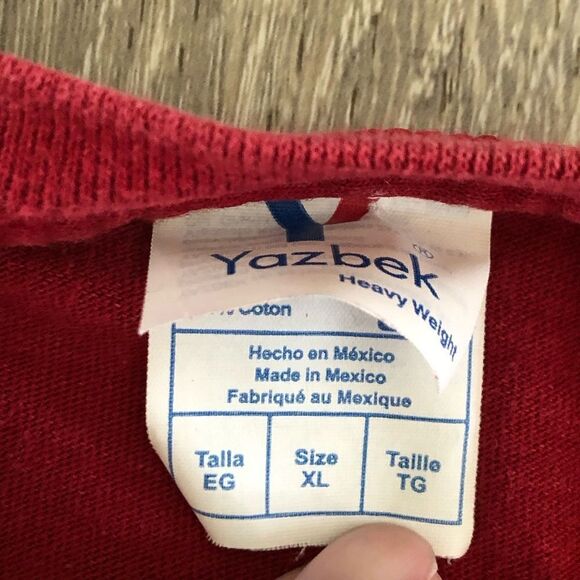 Yazbek®
Heavy Weight
Coton
Hecho en México
Made in Mexico
Fabriqué au Mexique
Talla
EG
Size
XL
Taille
TG